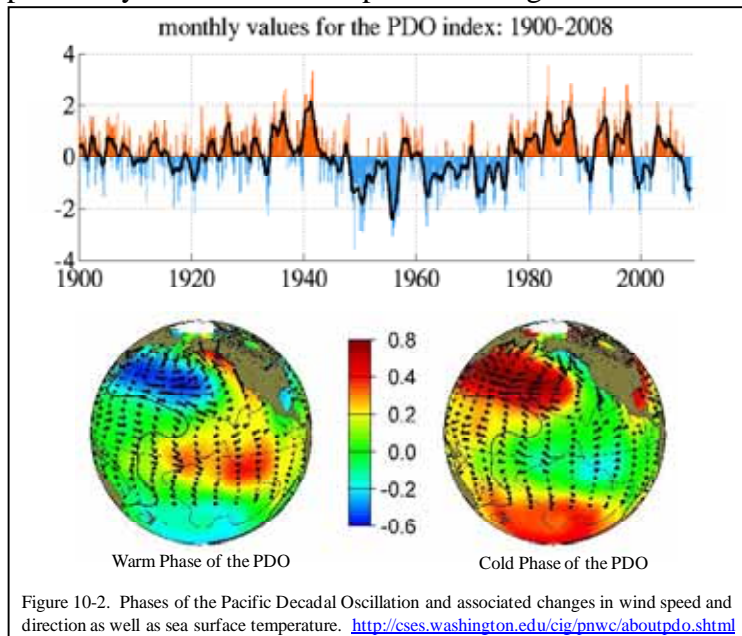 monthly values for the PDO index: 1900-2008
4
2
0
-2
-4
1900 1920 1940 1960 1980 2000
0.8
0.4
0.2
0.0
-0.2
-0.6
Warm Phase of the PDO
Cold Phase of the PDO
Figure 10-2. Phases of the Pacific Decadal Oscillation and associated changes in wind speed and
direction as well as sea surface temperature. http://cses.washington.edu/cig/pnwc/aboutpdo.shtml